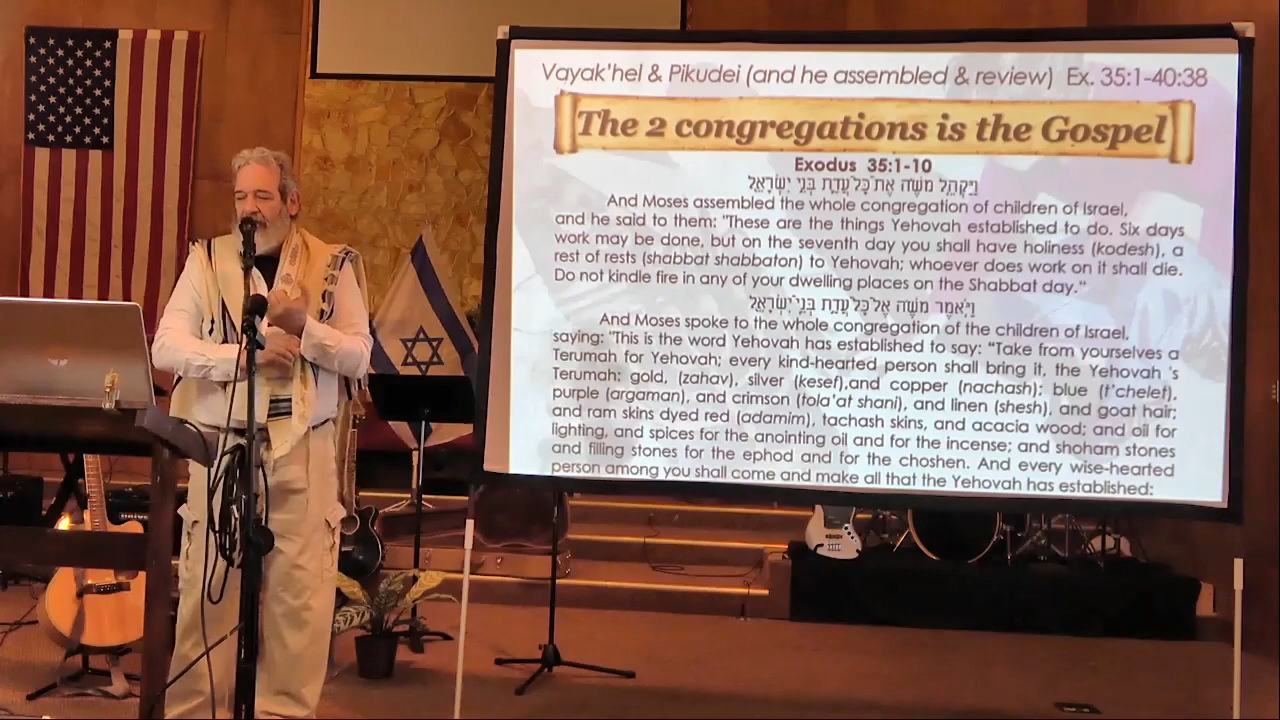 Vayak'hel & Pikudei (and he assembled & review) Ex. 35:1-40:38
The 2 congregations is the Gospel
Exodus 35:1-10
וַיַּקְהֵ֣ל מֹשֶׁ֗ה אֶֽת־כׇּל־עֲדַ֛ת בְּנֵ֥י יִשְׂרָאֵ֖ל
And Moses assembled the whole congregation of children of Israel,
and he said to them: "These are the things Yehovah established to do. Six days
work may be done, but on the seventh day you shall have holiness (kodesh), a
rest of rests (shabbat shabbaton) to Yehovah; whoever does work on it shall die.
Do not kindle fire in any of your dwelling places on the Shabbat day."
וַיֹּ֣אמֶר מֹשֶׁ֔ה אֶל־כׇּל־עֲדַ֥ת בְּנֵֽי־יִשְׂרָאֵ֖ל
And Moses spoke to the whole congregation of the children of Israel,
saying: "This is the word Yehovah has established to say: "Take from yourselves a
Terumah for Yehovah; every kind-hearted person shall bring it, the Yehovah 's
Terumah: gold, (zahav), silver (kesef),and copper (nachash); blue (t'chelet),
purple (argaman), and crimson (tola'at shani), and linen (shesh), and goat hair;
and ram skins dyed red (adamim), tachash skins, and acacia wood; and oil for
lighting, and spices for the anointing oil and for the incense; and shoham stones
and filling stones for the ephod and for the choshen. And every wise-hearted
person among you shall come and make all that the Yehovah has established: